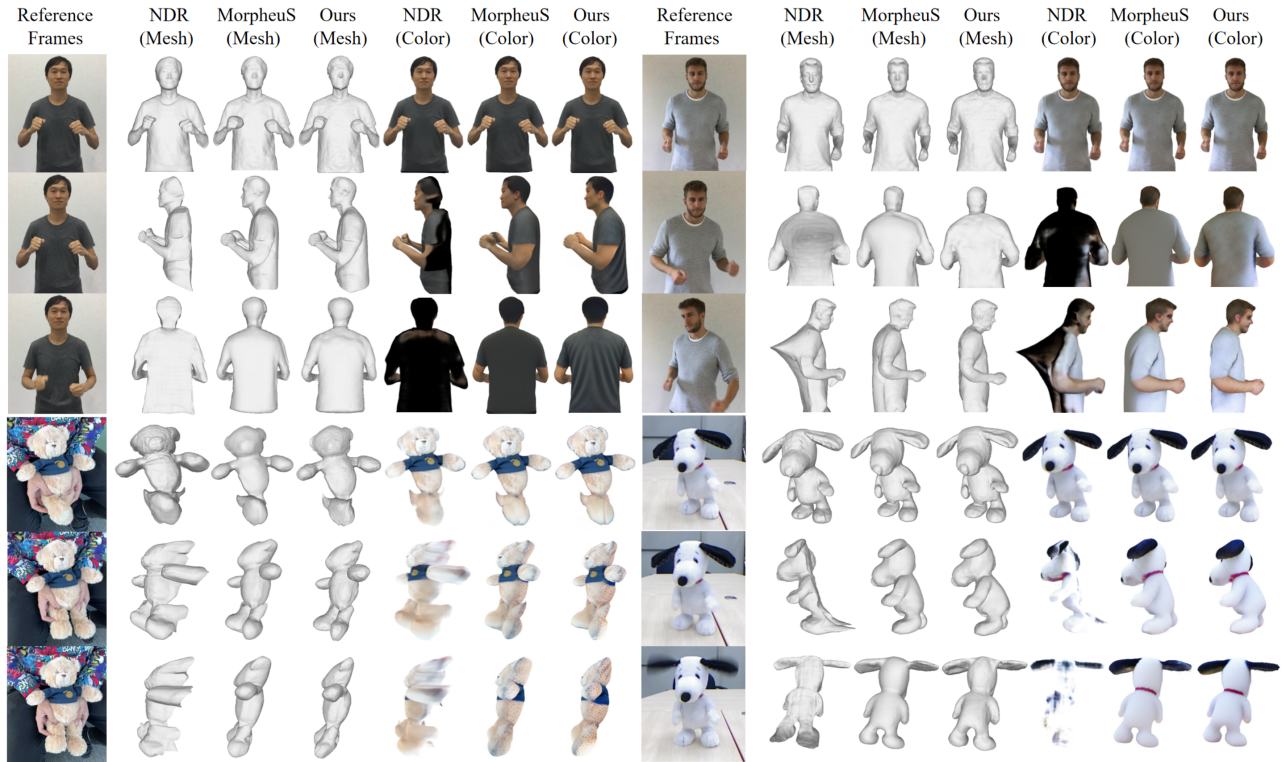 Reference NDR MorpheuS Ours NDR MorpheuS Ours Reference NDR MorpheuS Ours NDR MorpheuS Ours
Frames (Mesh) (Mesh) (Mesh) (Color) (Color) (Color) Frames (Mesh) (Mesh) (Mesh) (Color) (Color) (Color)